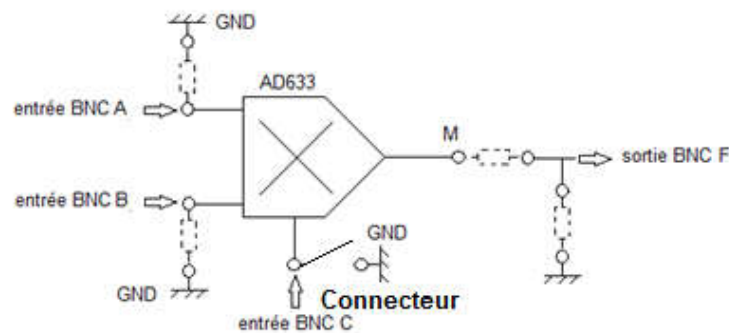 GND
AD633
entrée BNC A
M
sortie BNC F
entrée BNC B
GND
GND
Connecteur
entrée BNC C